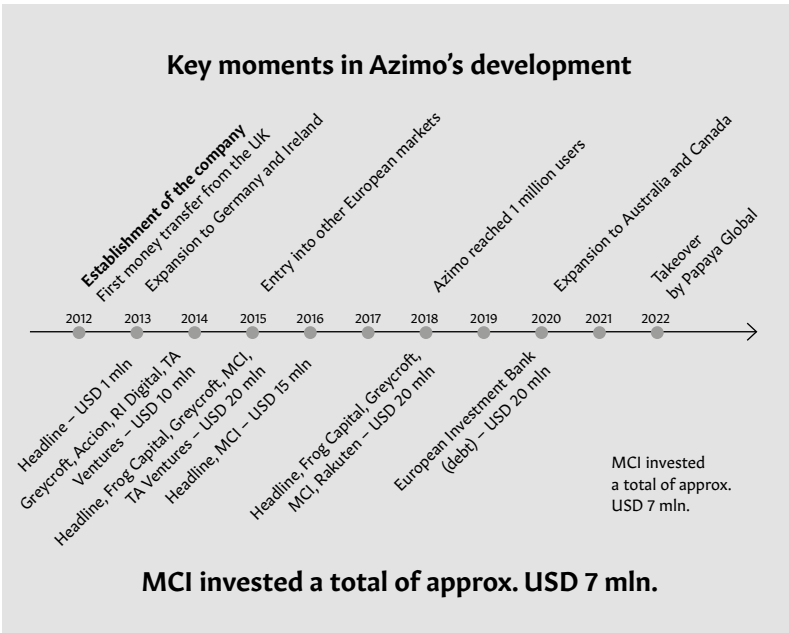 Key moments in Azimo's development
Establishment of the company
First money transfer from the UK
Expansion to Germany and Ireland
Entry into other European markets
Azimo reached 1 million users
Expansion to Australia and Canada
Takeover
by Papaya Global
2012 2013 2014 2015 2016 2017 2018 2019 2020 2021 2022
Headline – USD 1 mln
Greycroft, Accion, RI Digital, TA
Ventures – USD 10 mln
Headline, Frog Capital, Greycroft, MCI,
TA Ventures – USD 20 mln
Headline, MCI – USD 15 mln
Headline, Frog Capital, Greycroft,
MCI, Rakuten – USD 20 mln
European Investment Bank
(debt) – USD 20 mln
MCI invested
a total of approx.
USD 7 mln.
MCI invested a total of approx. USD 7 mln.